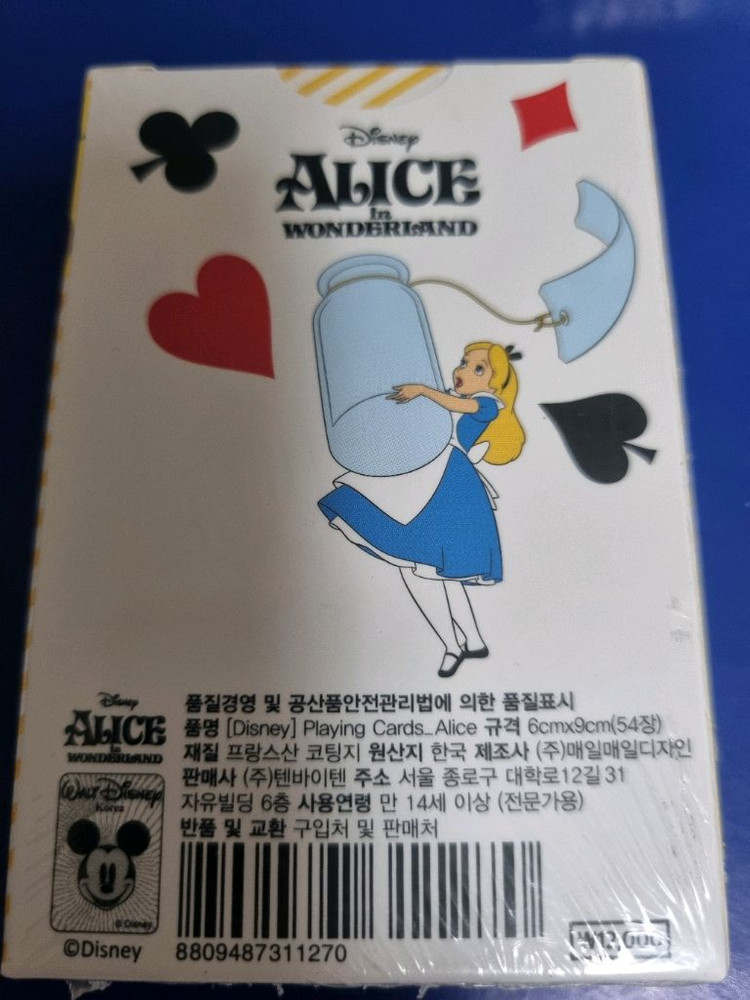 Disney
ALICE
in
WONDERLAND
Disney
ALICE
in
WONDERLAND
WALT DISNEY
Korea
© Disney
©Disney
품질경영 및 공산품안전관리법에 의한 품질표시
품명 [Disney] Playing Cards_Alice 규격 6cmx9cm(54장)
재질 프랑스산 코팅지 원산지 한국 제조사 (주)매일매일디자인
판매사 (주)텐바이텐 주소 서울 종로구 대학로12길 31
자유빌딩 6층 사용연령 만 14세 이상 (전문가용)
반품 및 교환 구입처 및 판매처
8809487311270
₩12,000